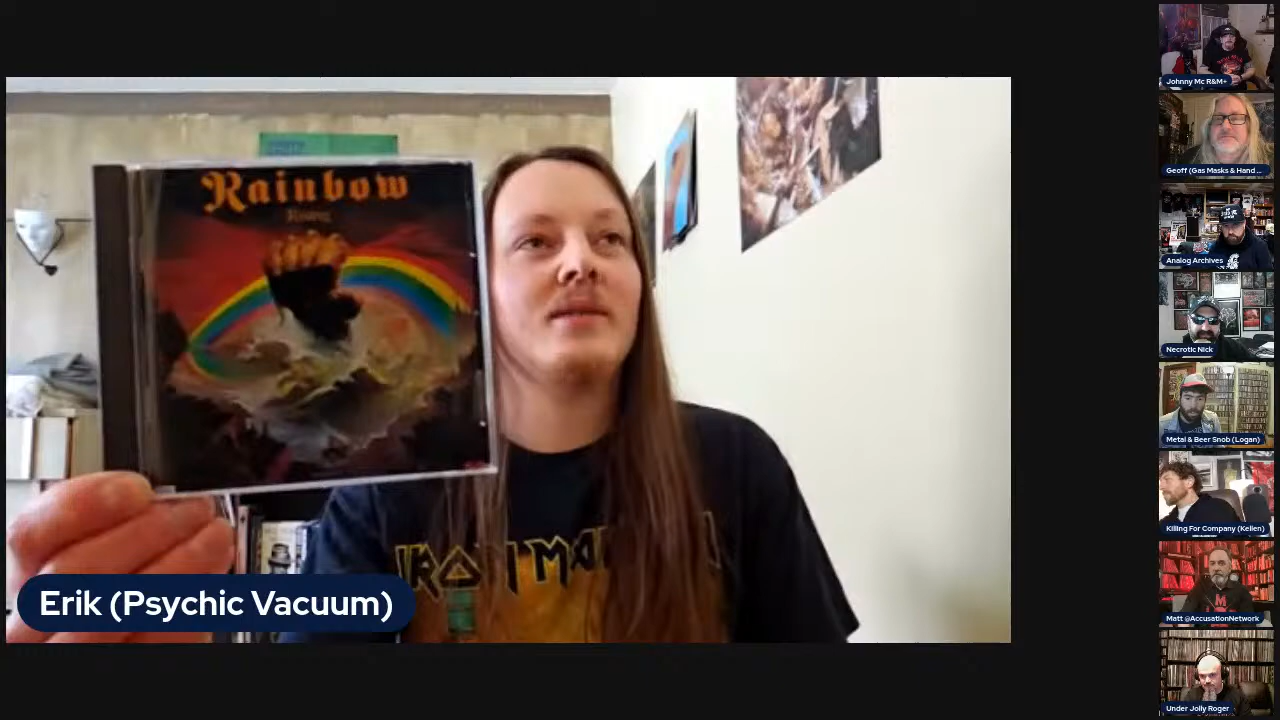 Rainbow
Rising
IRON MAIDEN
Erik (Psychic Vacuum)
Johnny Mc R&M+
Geoff (Gas Masks & Hand ...
Analog Archives
Necrotic Nick
Metal & Beer Snob (Logan)
Killing For Company (Kellen)
Matt @AccusationNetwork
Under Jolly Roger